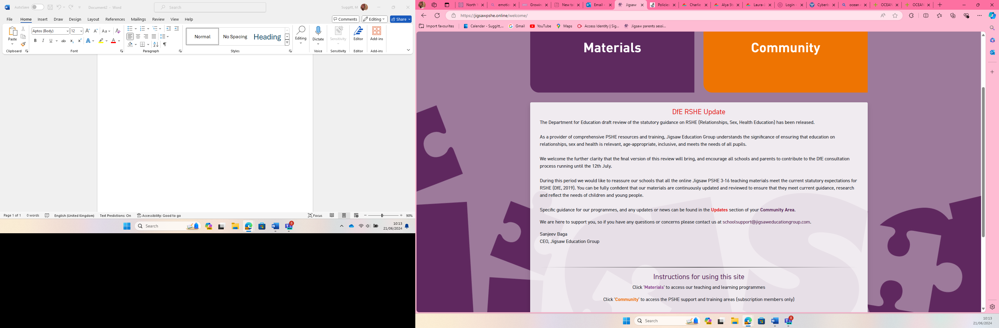 AutoSave
Document2 - Word
Search
Suggitt, M
File Home Insert Draw Design Layout References Mailings Review View Help
Comments Editing Share
Paste
Aptos (Body) 12
Normal No Spacing Heading
Editing Dictate Sensitivity Editor Add-ins
Clipboard Font Paragraph Styles Voice Sensitivity Editor Add-ins
Page 1 of 1 0 words English (United Kingdom) Text Predictions: On Accessibility: Good to go Focus 90%
Search
PRE
NEW
8
10:13
21/06/2024
North Y emotio Growin New ta Email - Jigsaw Policies Charlie Alya St Laura-J Login - Cyberb ocean c OCEAN OCEAN
https://jigsawpshe.online/welcome/
Import favourites Calendar - Suggitt,... Gmail YouTube Maps Access Identity | Sig... Jigsaw parents sessi...
Materials
Community
DfE RSHE Update
The Department for Education draft review of the statutory guidance on RSHE (Relationships, Sex, Health Education) has been released.
As a provider of comprehensive PSHE resources and training, Jigsaw Education Group understands the significance of ensuring that education on
relationships, sex and health is relevant, age-appropriate, inclusive, and meets the needs of all pupils.
We welcome the further clarity that the final version of this review will bring, and encourage all schools and parents to contribute to the DfE consultation
process running until the 12th July.
During this period we would like to reassure our schools that all the online Jigsaw PSHE 3-16 teaching materials meet the current statutory expectations for
RSHE (DfE, 2019). You can be fully confident that our materials are continuously updated and reviewed to ensure that they meet current guidance, research
and reflect the needs of children and young people.
Specific guidance for our programmes, and any updates or news can be found in the Updates section of your Community Area.
We are here to support you, so if you have any questions or concerns please contact us at schoolsupport@jigsaweducationgroup.com.
Sanjeev Baga
CEO, Jigsaw Education Group
Instructions for using this site
Click 'Materials' to access our teaching and learning programmes
Click 'Community' to access the PSHE support and training areas (subscription members only)
Search
PRE
NEW
8
10:13
21/06/2024